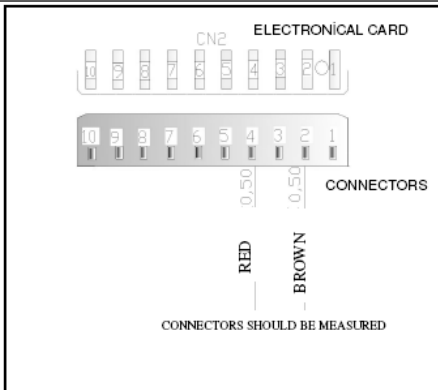 ELECTRONİCAL CARD
CN2
10 9 8 7 6 5 4 3 2 1
10 9 8 7 6 5 4 3 2 1
CONNECTORS
0,50 0,50
RED BROWN
CONNECTORS SHOULD BE MEASURED